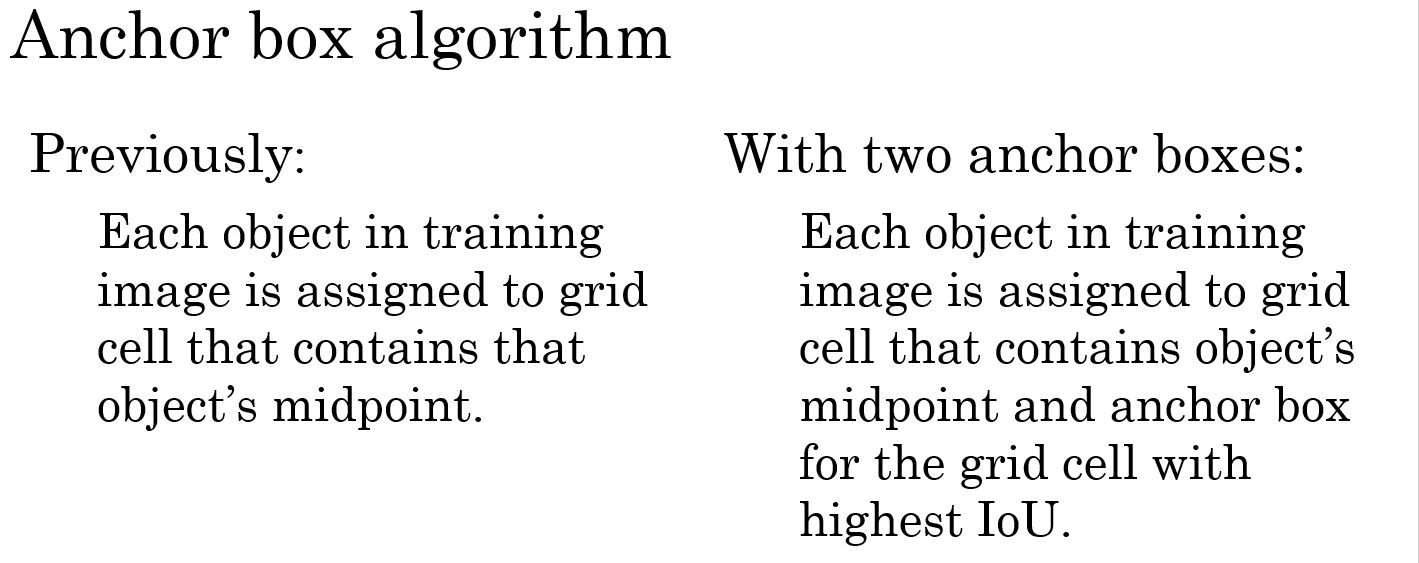 Anchor box algorithm
Previously:
Each object in training
image is assigned to grid
cell that contains that
object’s midpoint.
With two anchor boxes:
Each object in training
image is assigned to grid
cell that contains object’s
midpoint and anchor box
for the grid cell with
highest IoU.